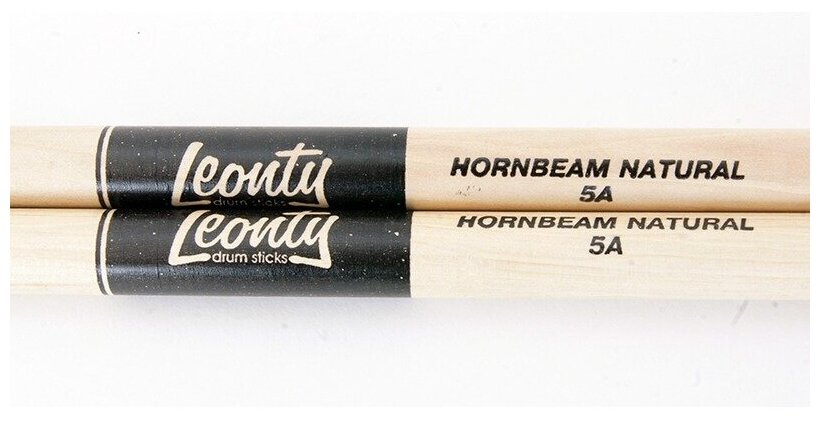 Leonty
drum sticks
HORNBEAM NATURAL
5A
Leonty
drum sticks
HORNBEAM NATURAL
5A